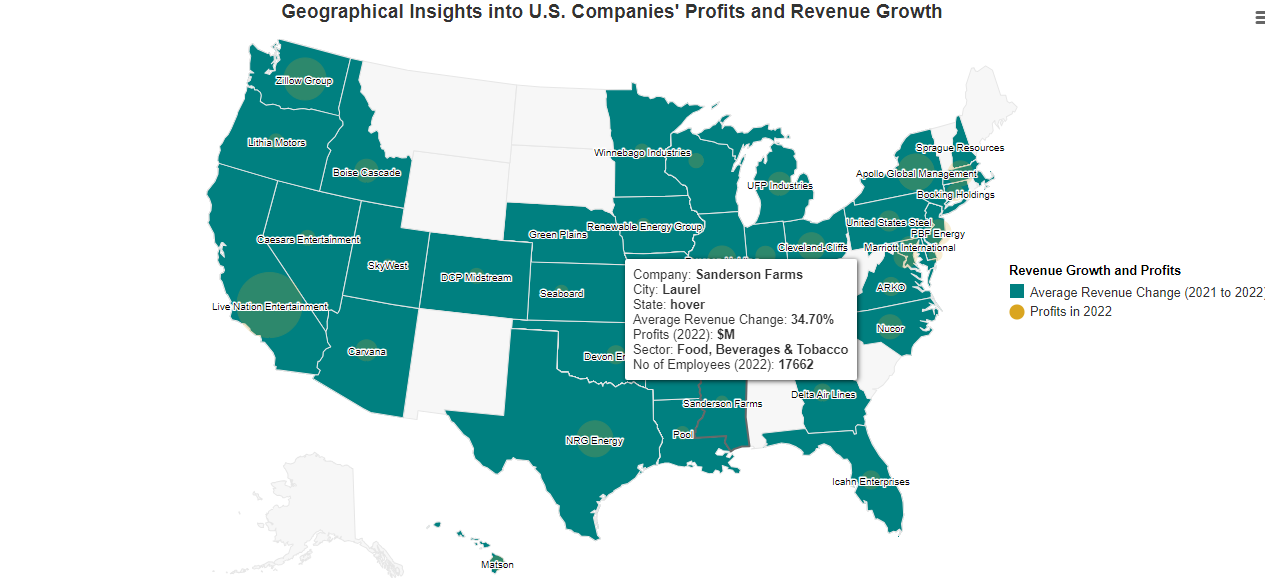 Geographical Insights into U.S. Companies' Profits and Revenue Growth
Zillow Group
Lithia Motors
Boise Cascade
Winnebago Industries
UFP Industries
Sprague Resources
Apollo Global Management
Booking Holdings
Caesars Entertainment
SkyWest
DCP Midstream
Green Plains
Renewable Energy Group
Cleveland-Cliffs
United States Steel
PBF Energy
Marriott International
Seaboard
ARKO
Nucor
Live Nation Entertainment
Carvana
Devon
Company: Sanderson Farms
City: Laurel
State: hover
Average Revenue Change: 34.70%
Profits (2022): $M
Sector: Food, Beverages & Tobacco
No of Employees (2022): 17662
Sanderson Farms
Delta Air Lines
NRG Energy
Pool
Icahn Enterprises
Matson
Revenue Growth and Profits
Average Revenue Change (2021 to 2022
Profits in 2022